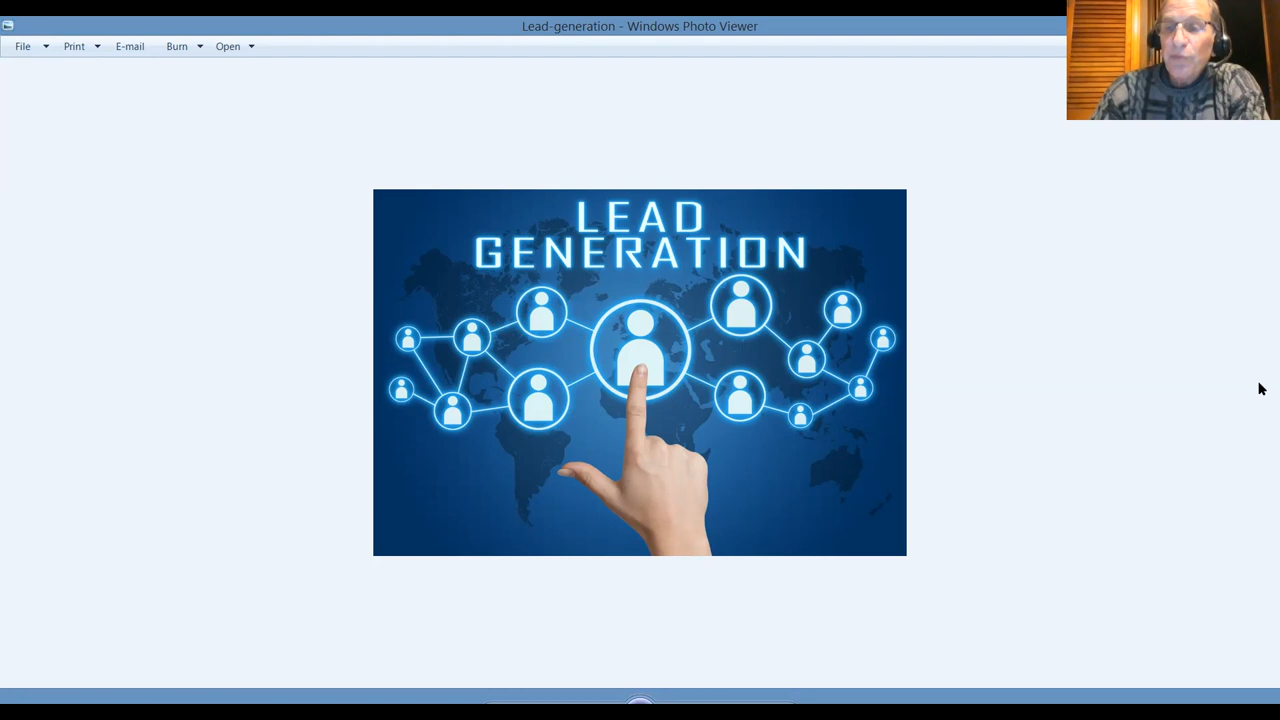 Lead-generation - Windows Photo Viewer
File Print E-mail Burn Open
LEAD
GENERATION